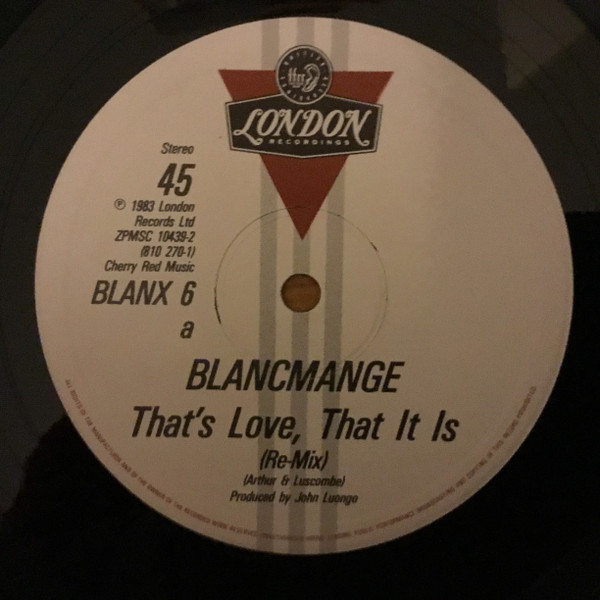 ffrr
LONDON
RECORDINGS
Stereo
45
℗ 1983 London
Records Ltd
ZPMSC 10439-2
(810 270-1)
Cherry Red Music
BLANX 6
a
BLANCMANGE
That's Love, That It Is
(Re-Mix)
(Arthur & Luscombe)
Produced by John Luongo